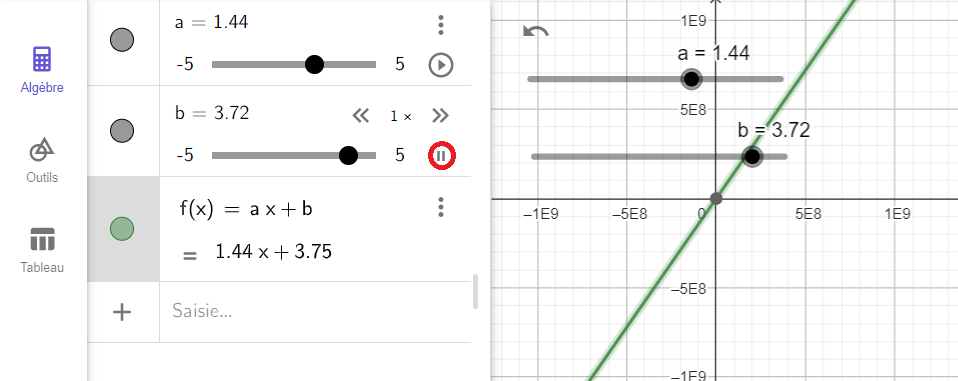 Algèbre
Outils
Tableau
a = 1.44
-5 5
b = 3.72
1 ×
-5 5
f(x) = a x + b
= 1.44 x + 3.75
+ Saisie...
1E9
a = 1.44
5E8
b = 3.72
−1E9 −5E8 0 5E8 1E9
−5E8
−1E9